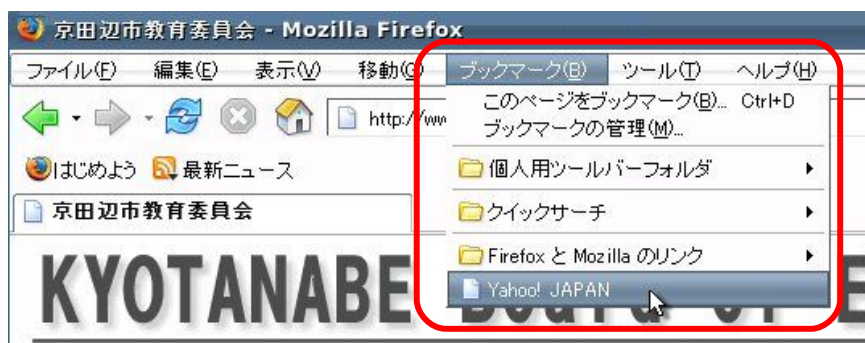 京田辺市教育委員会 - Mozilla Firefox
ファイル(F) 編集(E) 表示(V) 移動(G) ブックマーク(B) ツール(T) ヘルプ(H)
このページをブックマーク(B)... Ctrl+D
ブックマークの管理(M)...
http://ww
はじめよう 最新ニュース
個人用ツールバーフォルダ
京田辺市教育委員会
クイックサーチ
Firefox と Mozilla のリンク
Yahoo! JAPAN
KYOTANABE Board of E